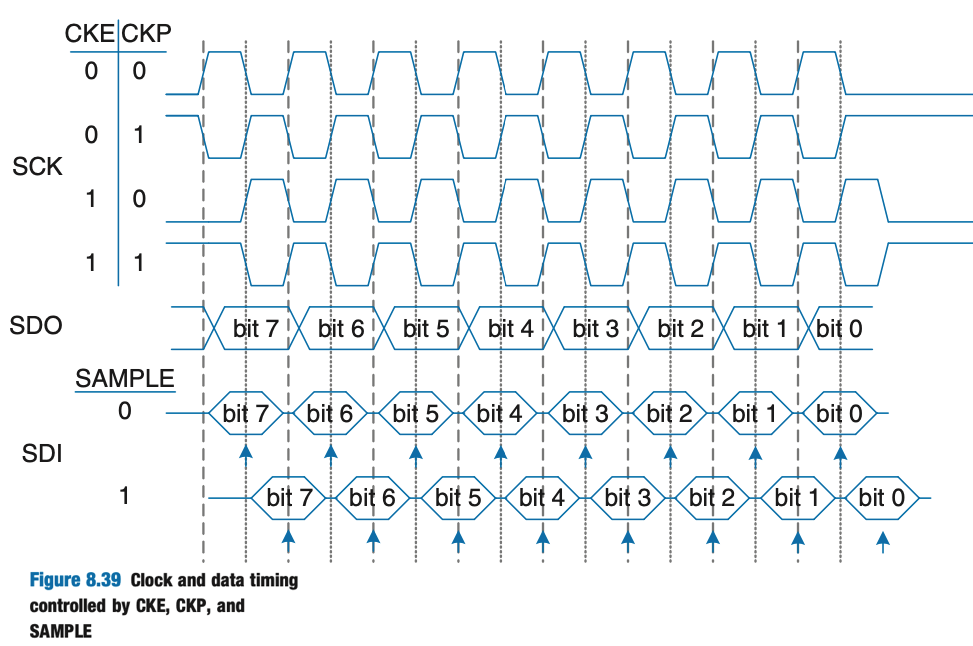 CKE CKP
0 0
0 1
SCK
1 0
1 1
SDO bit 7 bit 6 bit 5 bit 4 bit 3 bit 2 bit 1 bit 0
SAMPLE
0 bit 7 bit 6 bit 5 bit 4 bit 3 bit 2 bit 1 bit 0
SDI
1 bit 7 bit 6 bit 5 bit 4 bit 3 bit 2 bit 1 bit 0
Figure 8.39 Clock and data timing
controlled by CKE, CKP, and
SAMPLE